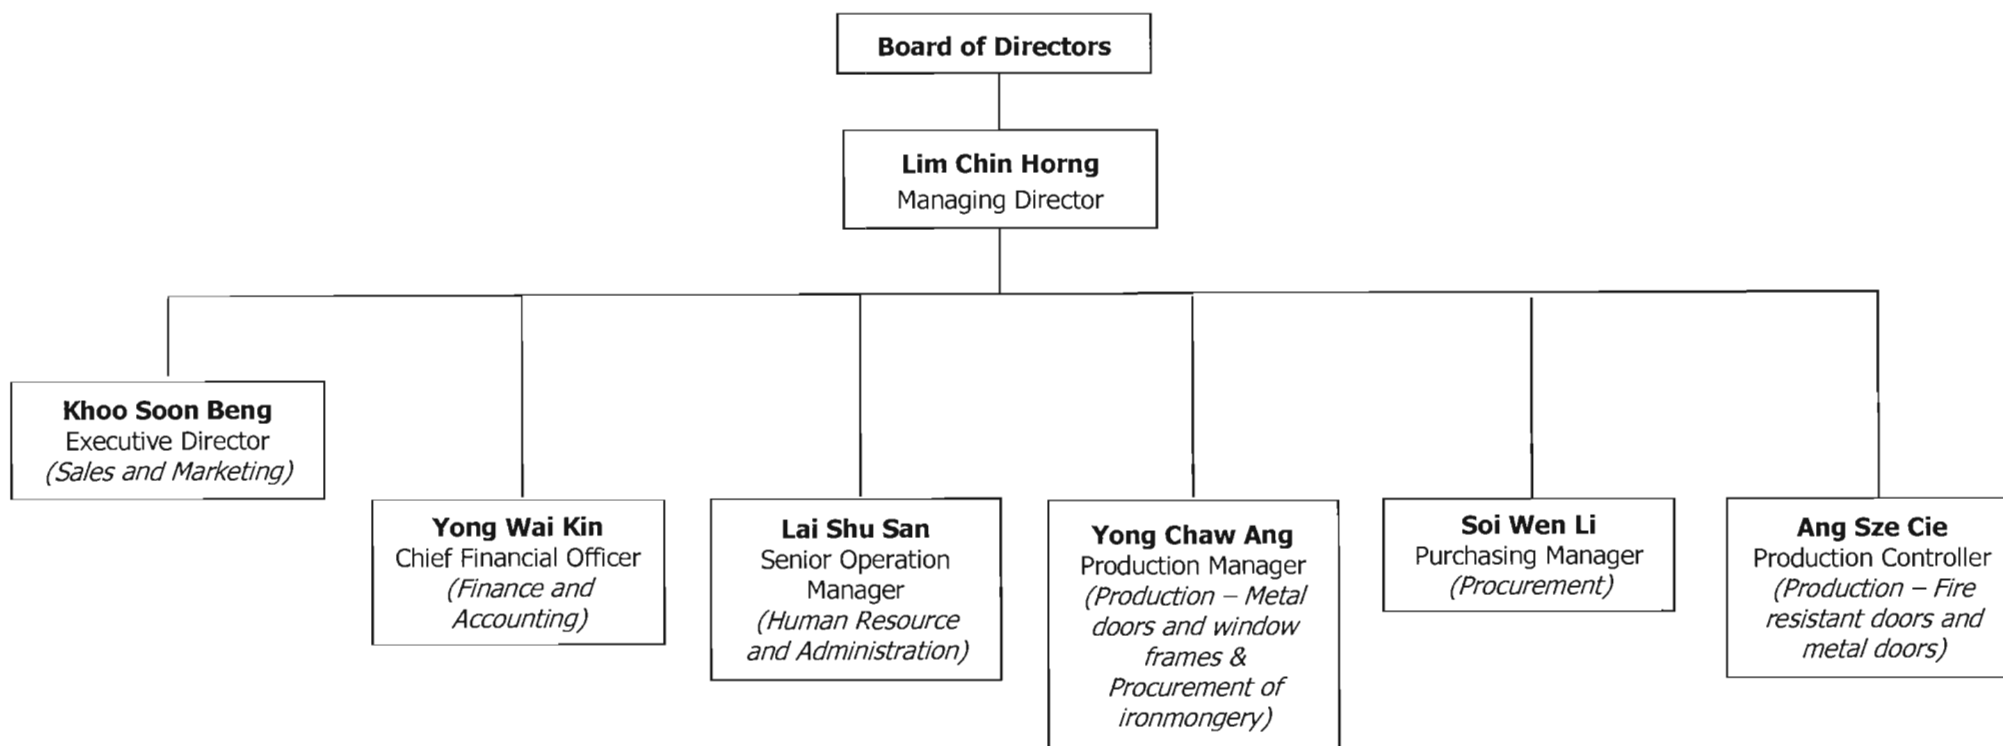 Board of Directors
Lim Chin Horng
Managing Director
Khoo Soon Beng
Executive Director
(Sales and Marketing)
Yong Wai Kin
Chief Financial Officer
(Finance and
Accounting)
Lai Shu San
Senior Operation
Manager
(Human Resource
and Administration)
Yong Chaw Ang
Production Manager
(Production – Metal
doors and window
frames &
Procurement of
ironmongery)
Soi Wen Li
Purchasing Manager
(Procurement)
Ang Sze Cie
Production Controller
(Production – Fire
resistant doors and
metal doors)